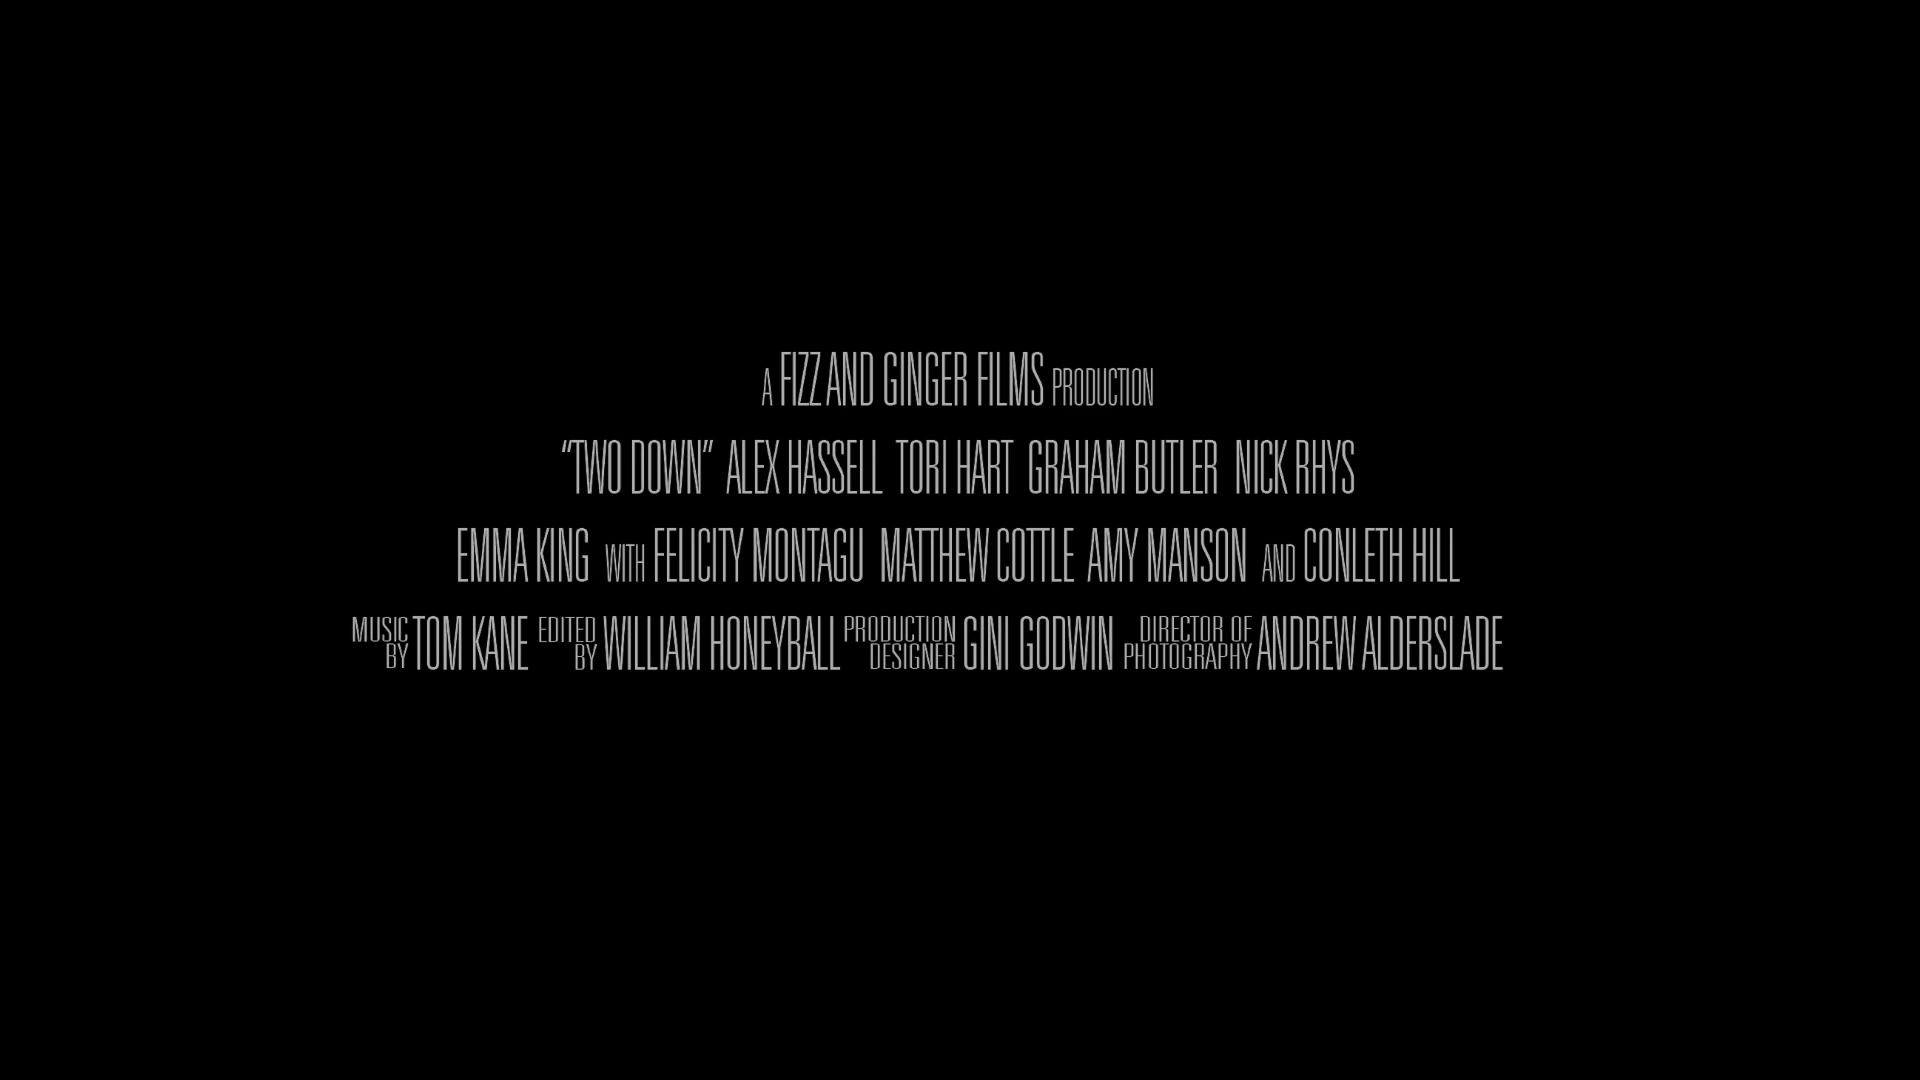 A FIZZ AND GINGER FILMS PRODUCTION
“TWO DOWN” ALEX HASSELL TORI HART GRAHAM BUTLER NICK RHYS
EMMA KING WITH FELICITY MONTAGU MATTHEW COTTLE AMY MANSON AND CONLETH HILL
MUSIC BY TOM KANE EDITED BY WILLIAM HONEYBALL PRODUCTION DESIGNER GINI GODWIN DIRECTOR OF PHOTOGRAPHY ANDREW ALDERSLADE